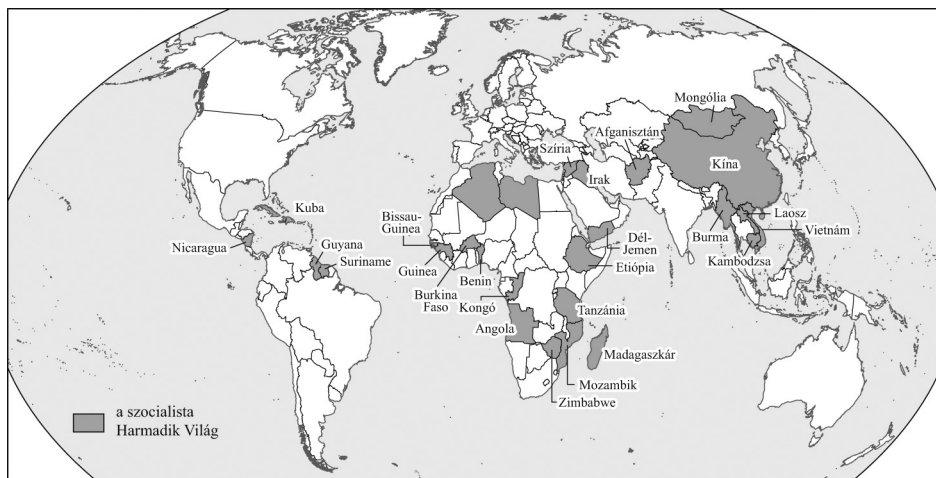 Mongólia
Afganisztán
Szíria
Kína
Irak
Kuba
Bissau-
Guinea
Laosz
Nicaragua
Guyana
Suriname
Burma
Vietnám
Dél-
Jemen
Kambodzsa
Guinea
Benin
Etiópia
Burkina
Faso
Kongó
Tanzánia
Angola
Madagaszkár
Mozambik
Zimbabwe
a szocialista
Harmadik Világ